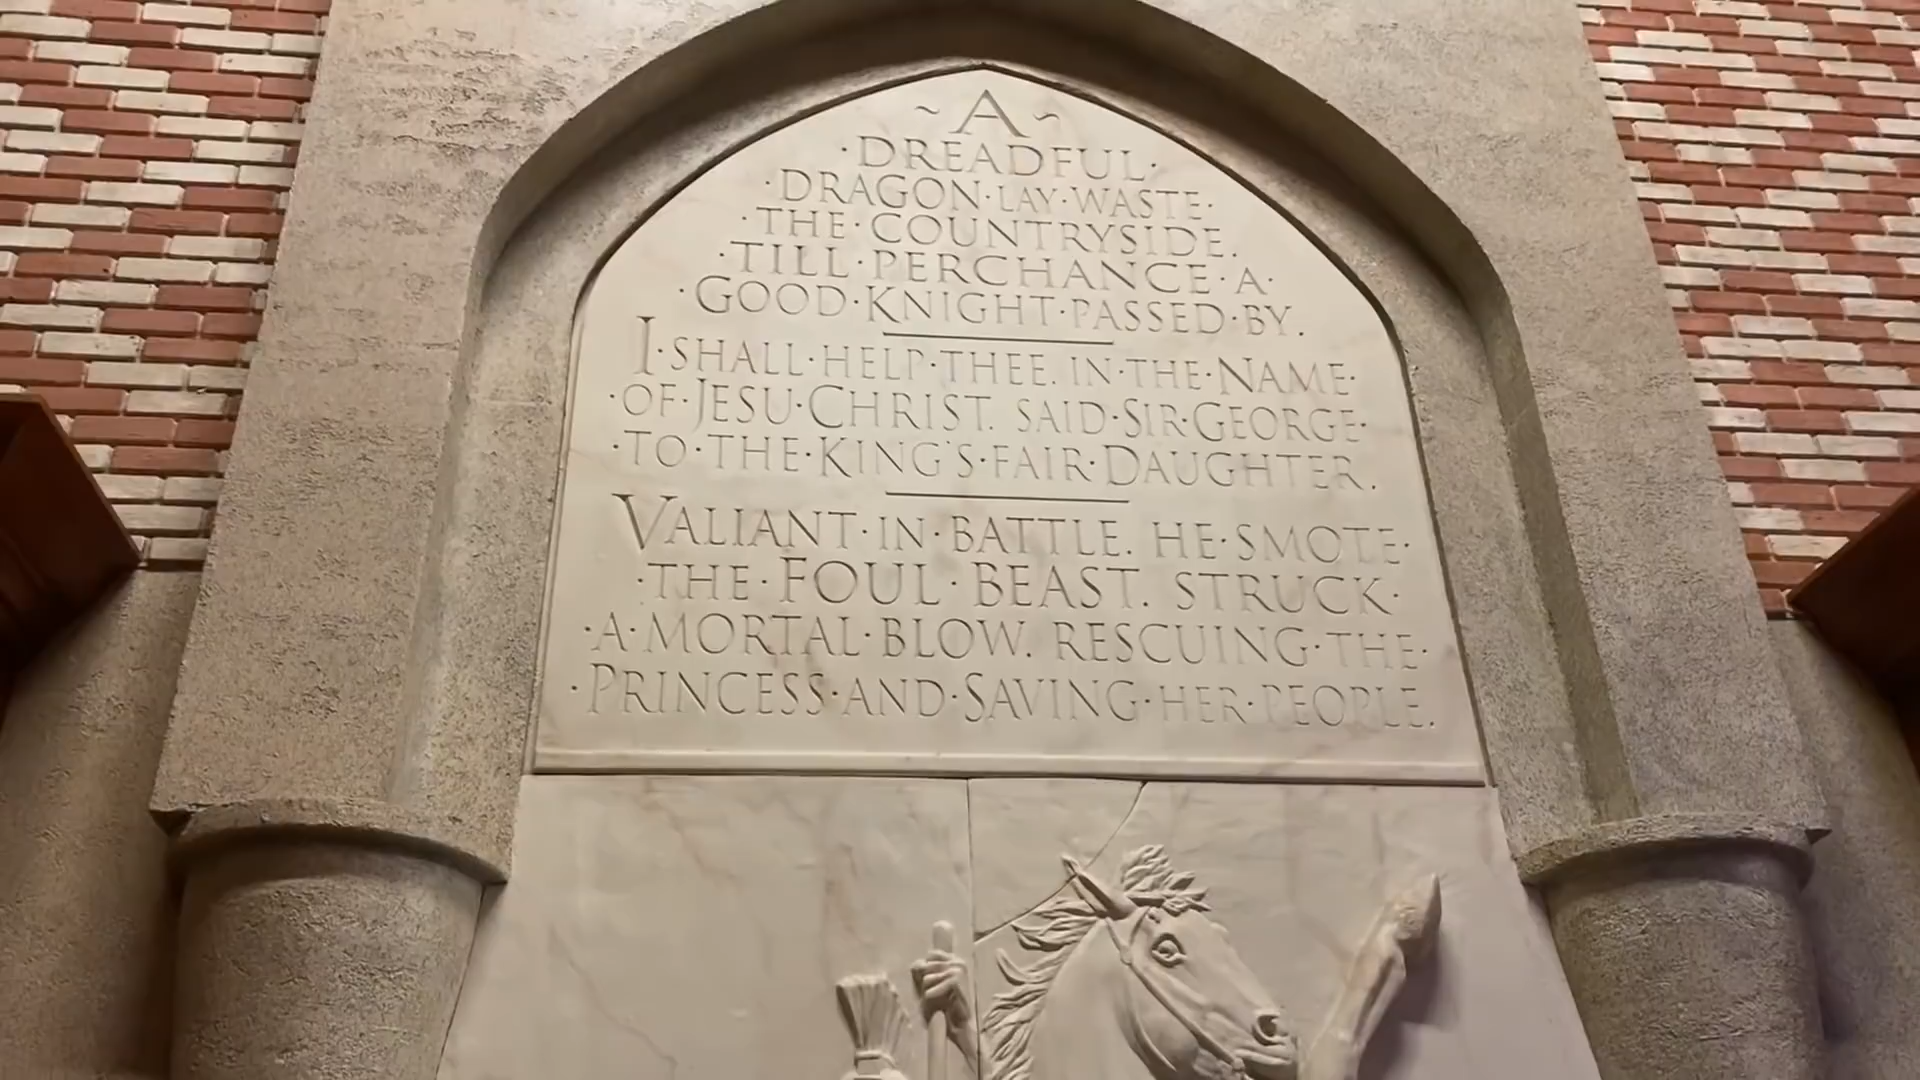 ~A~
·DREADFUL·
·DRAGON·LAY·WASTE·
·THE·COUNTRYSIDE.
·TILL·PERCHANCE·A·
·GOOD·KNIGHT·PASSED·BY.
I·SHALL·HELP·THEE. IN·THE·NAME·
·OF·JESU·CHRIST. SAID·SIR·GEORGE·
·TO·THE·KING'S·FAIR·DAUGHTER.
VALIANT·IN·BATTLE. HE·SMOTE·
·THE·FOUL·BEAST. STRUCK·
·A·MORTAL·BLOW. RESCUING·THE·
·PRINCESS·AND·SAVING·HER·PEOPLE.